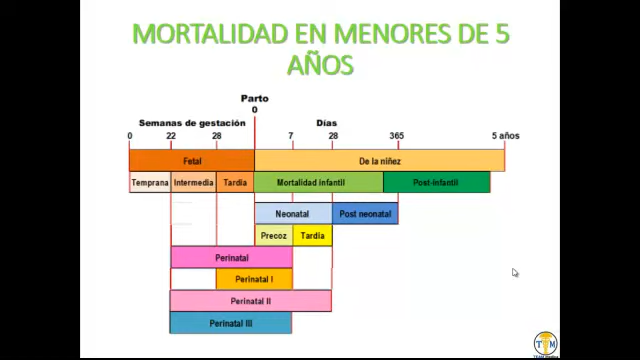 MORTALIDAD EN MENORES DE 5
AÑOS
Parto
Semanas de gestación 0 Días
0 22 28 7 28 365 5 años
Fetal De la niñez
Temprana Intermedia Tardía Mortalidad infantil Post-infantil
Neonatal Post neonatal
Precoz Tardía
Perinatal
Perinatal I
Perinatal II
Perinatal III